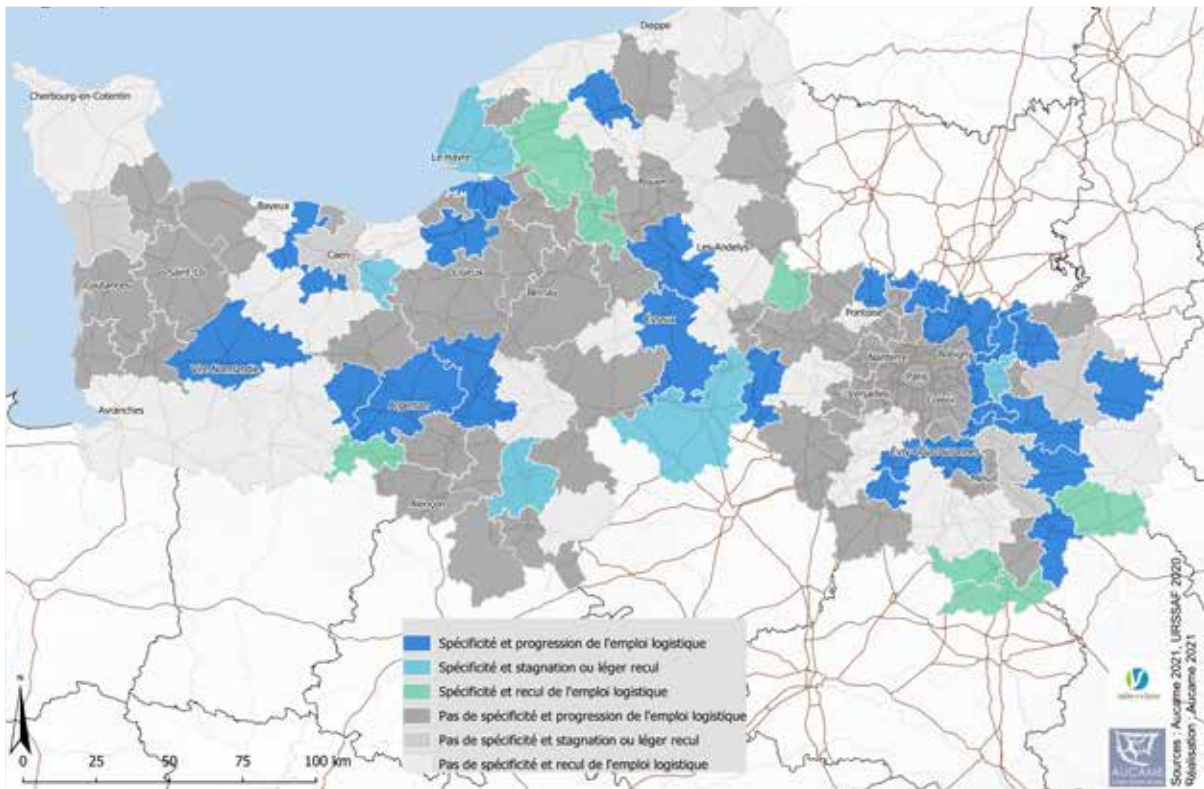 Dieppe
Cherbourg-en-Cotentin
Le Havre
Rouen
Bayeux
Les-Andelys
Caen
Saint-Lô
Lisieux
Coutances
Bernay
Pontoise
Évreux
Nanterre
Bobigny
Vire-Normandie
Paris
Versailles
Créteil
Argentan
Avranches
Évry-Courcouronnes
Melun
Alençon
Spécificité et progression de l'emploi logistique
Spécificité et stagnation ou léger recul
Spécificité et recul de l'emploi logistique
Pas de spécificité et progression de l'emploi logistique
Pas de spécificité et stagnation ou léger recul
Pas de spécificité et recul de l'emploi logistique
N
0 25 50 75 100 km
Sources : Aucame 2021, URSSAF 2020
Réalisation Aucame 2021
AUCAME